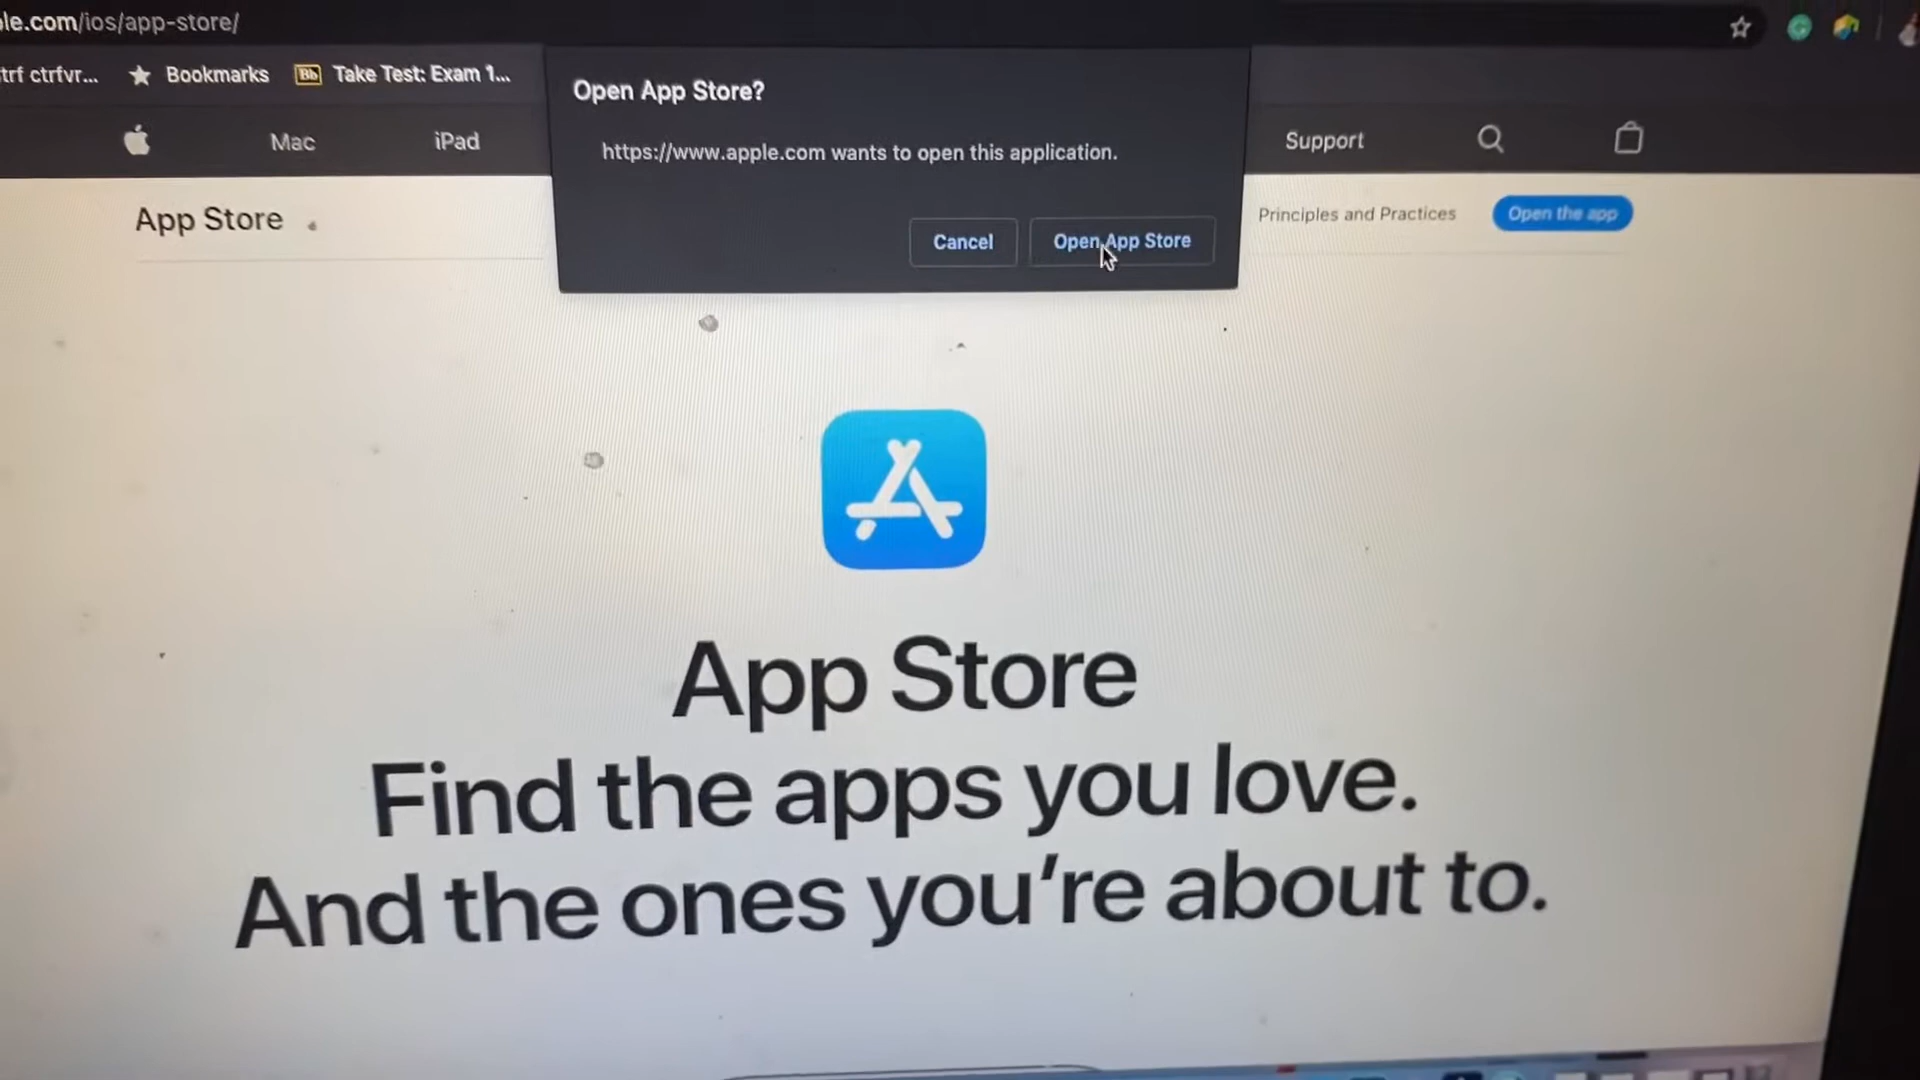 le.com/ios/app-store/
trf ctrfvr...
Bookmarks
Bb
Take Test: Exam 1...
Open App Store?
https://www.apple.com wants to open this application.
Cancel
Open App Store
Mac
iPad
Support
App Store
Principles and Practices
Open the app
App Store
Find the apps you love.
And the ones you're about to.